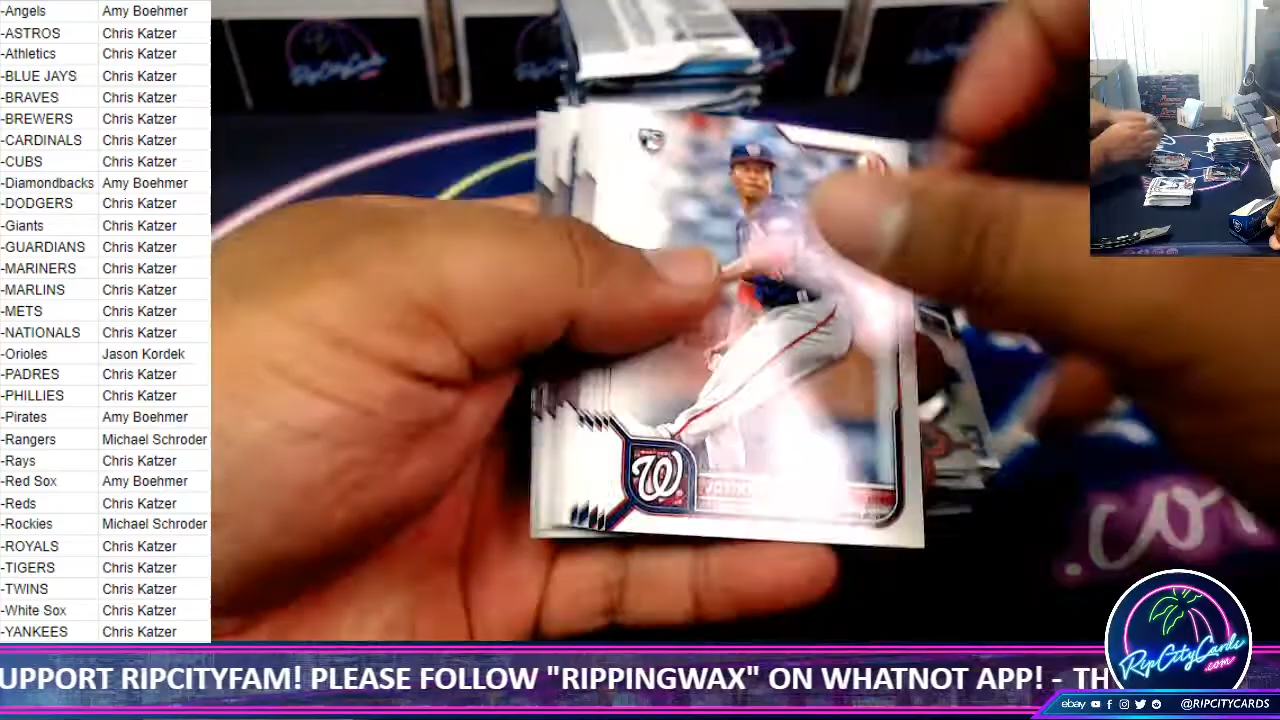 -Angels Amy Boehmer
-ASTROS Chris Katzer
-Athletics Chris Katzer
-BLUE JAYS Chris Katzer
-BRAVES Chris Katzer
-BREWERS Chris Katzer
-CARDINALS Chris Katzer
-CUBS Chris Katzer
-Diamondbacks Amy Boehmer
-DODGERS Chris Katzer
-Giants Chris Katzer
-GUARDIANS Chris Katzer
-MARINERS Chris Katzer
-MARLINS Chris Katzer
-METS Chris Katzer
-NATIONALS Chris Katzer
-Orioles Jason Kordek
-PADRES Chris Katzer
-PHILLIES Chris Katzer
-Pirates Amy Boehmer
-Rangers Michael Schroder
-Rays Chris Katzer
-Red Sox Amy Boehmer
-Reds Chris Katzer
-Rockies Michael Schroder
-ROYALS Chris Katzer
-TIGERS Chris Katzer
-TWINS Chris Katzer
-White Sox Chris Katzer
-YANKEES Chris Katzer
RipCityCards
W
.co
UPPORT RIPCITYFAM! PLEASE FOLLOW "RIPPINGWAX" ON WHATNOT APP! - TH
RipCityCards
.com
ebay @RIPCITYCARDS